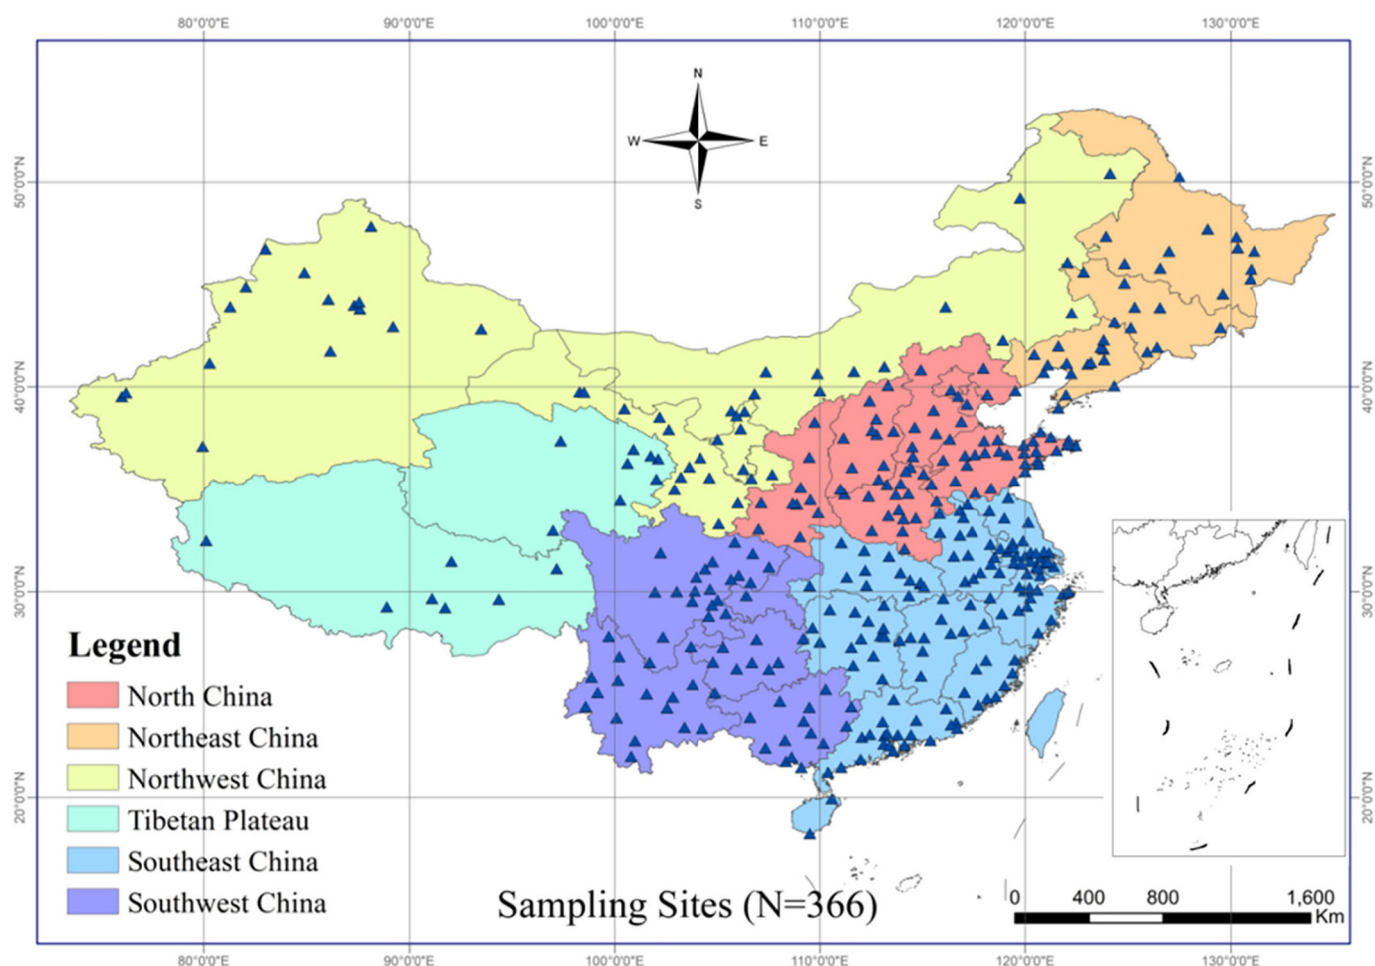 80°0'0"E 90°0'0"E 100°0'0"E 110°0'0"E 120°0'0"E 130°0'0"E
N
W E
S
50°0'0"N 50°0'0"N
40°0'0"N 40°0'0"N
30°0'0"N 30°0'0"N
20°0'0"N 20°0'0"N
Legend
North China
Northeast China
Northwest China
Tibetan Plateau
Southeast China
Southwest China
Sampling Sites (N=366)
0 400 800 1,600
Km
80°0'0"E 90°0'0"E 100°0'0"E 110°0'0"E 120°0'0"E 130°0'0"E